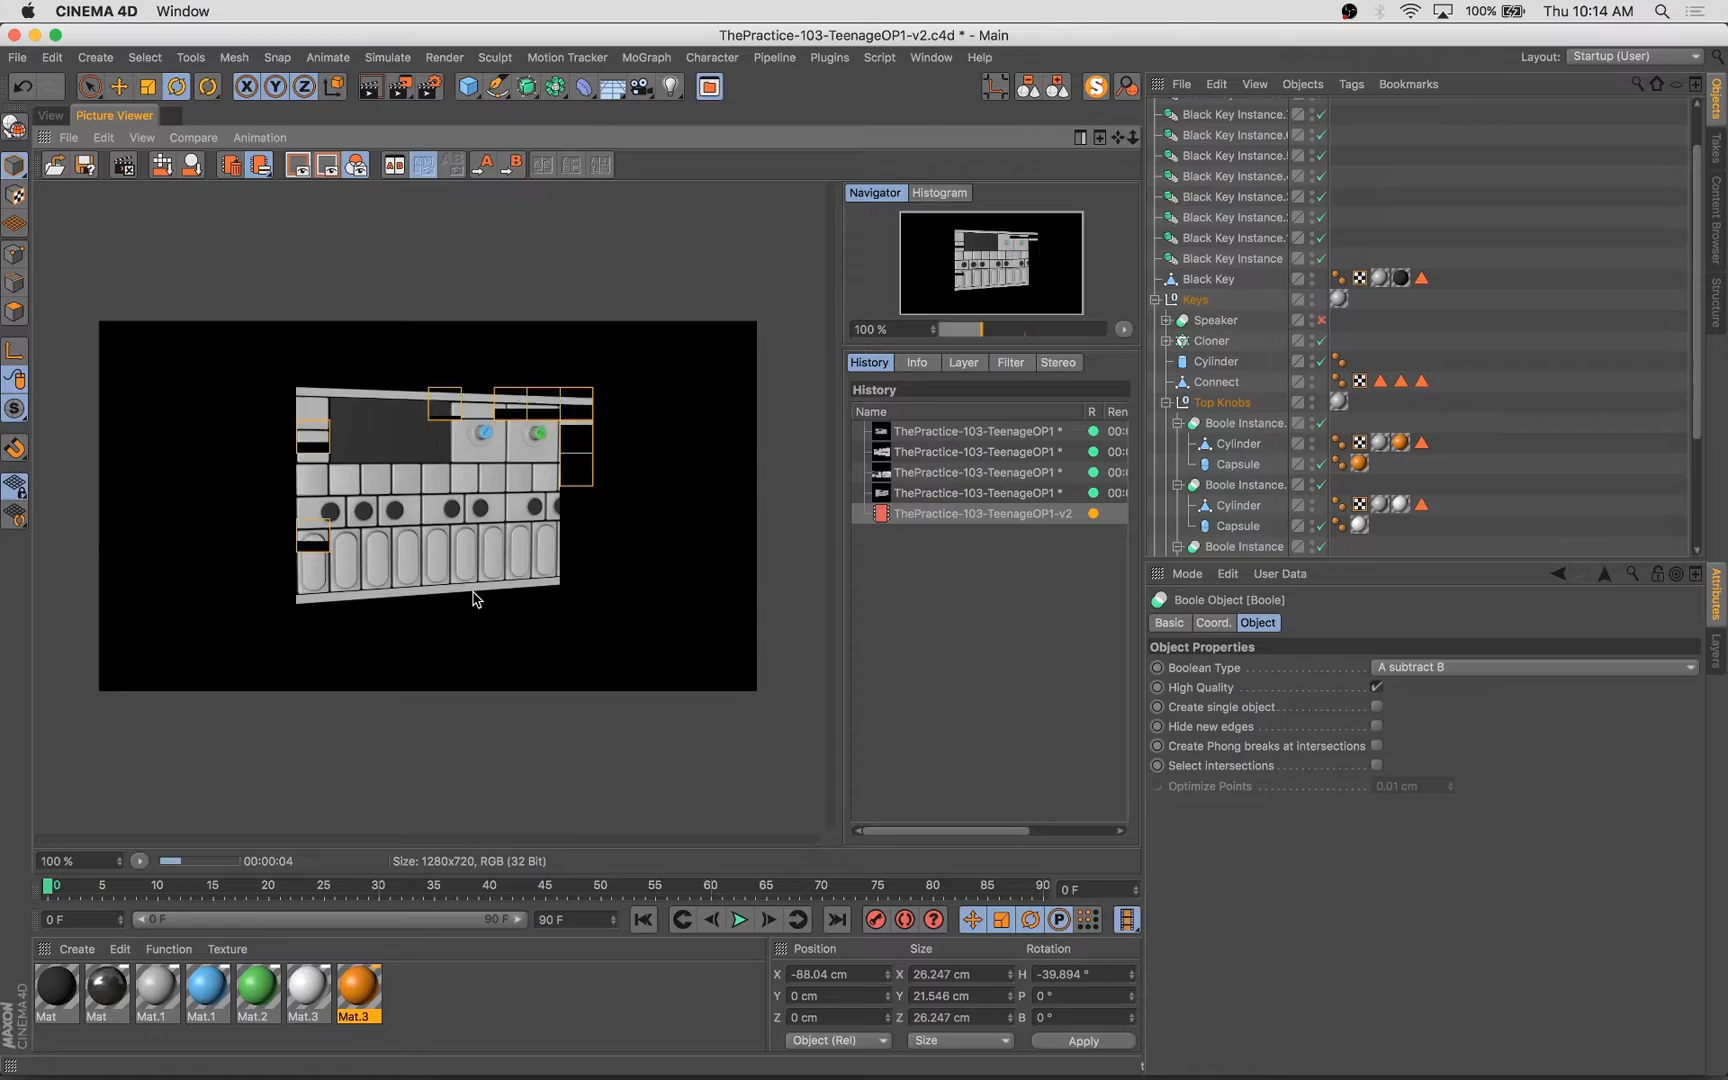 CINEMA 4D Window 100% Thu 10:14 AM
ThePractice-103-TeenageOP1-v2.c4d * - Main
File Edit Create Select Tools Mesh Snap Animate Simulate Render Sculpt Motion Tracker MoGraph Character Pipeline Plugins Script Window Help Layout: Startup (User)
X Y Z S
File Edit View Objects Tags Bookmarks
View Picture Viewer
File Edit View Compare Animation
A B
Navigator Histogram
100 %
History Info Layer Filter Stereo
History
Name R Ren
ThePractice-103-TeenageOP1 * 00:
ThePractice-103-TeenageOP1 * 00:
ThePractice-103-TeenageOP1 * 00:
ThePractice-103-TeenageOP1 * 00:
ThePractice-103-TeenageOP1-v2
Black Key Instance.
Black Key Instance.
Black Key Instance.
Black Key Instance.
Black Key Instance.
Black Key Instance.
Black Key Instance.
Black Key Instance
Black Key
Keys
Speaker
Cloner
Cylinder
Connect
Top Knobs
Boole Instance.
Cylinder
Capsule
Boole Instance.
Cylinder
Capsule
Boole Instance
Objects
Takes
Content Browser
Structure
Mode Edit User Data
Boole Object [Boole]
Basic Coord. Object
Object Properties
Boolean Type A subtract B
High Quality
Create single object
Hide new edges
Create Phong breaks at intersections
Select intersections
Optimize Points 0.01 cm
Attributes
Layers
100 % 00:00:04 Size: 1280x720, RGB (32 Bit)
0 5 10 15 20 25 30 35 40 45 50 55 60 65 70 75 80 85 90 0 F
0 F 0 F 90 F 90 F
P
Create Edit Function Texture
Mat Mat Mat.1 Mat.1 Mat.2 Mat.3 Mat.3
Position Size Rotation
X -88.04 cm X 26.247 cm H -39.894 °
Y 0 cm Y 21.546 cm P 0 °
Z 0 cm Z 26.247 cm B 0 °
Object (Rel) Size Apply
MAXON
CINEMA 4D